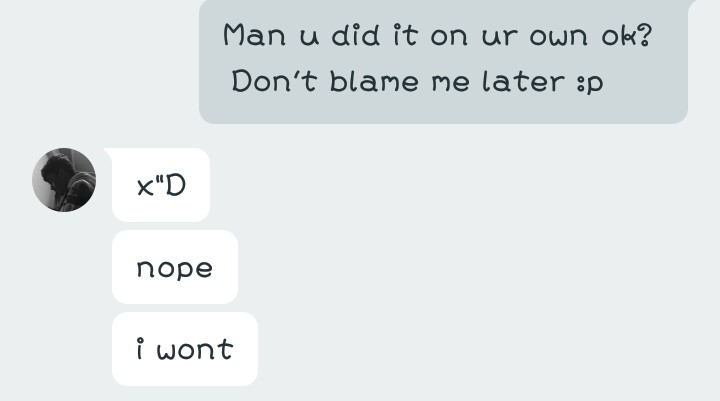 Man u did it on ur own ok?
Don't blame me later :p
x"D
nope
i wont